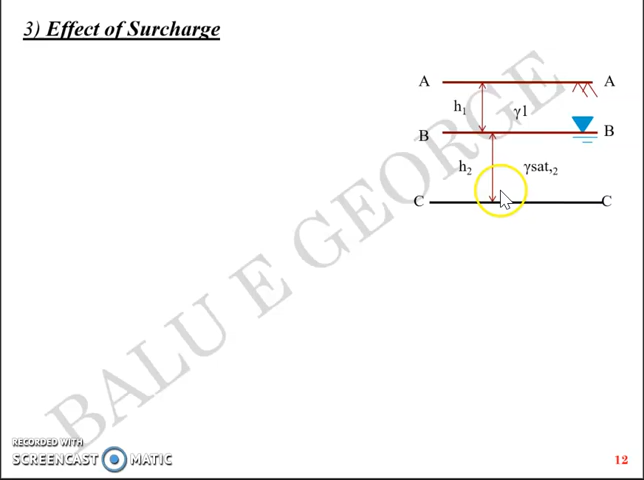 3) Effect of Surcharge
A A
h1 γ1
B B
h2 γsat,2
C C
BALU E GEORGE
RECORDED WITH
SCREENCAST MATIC
12